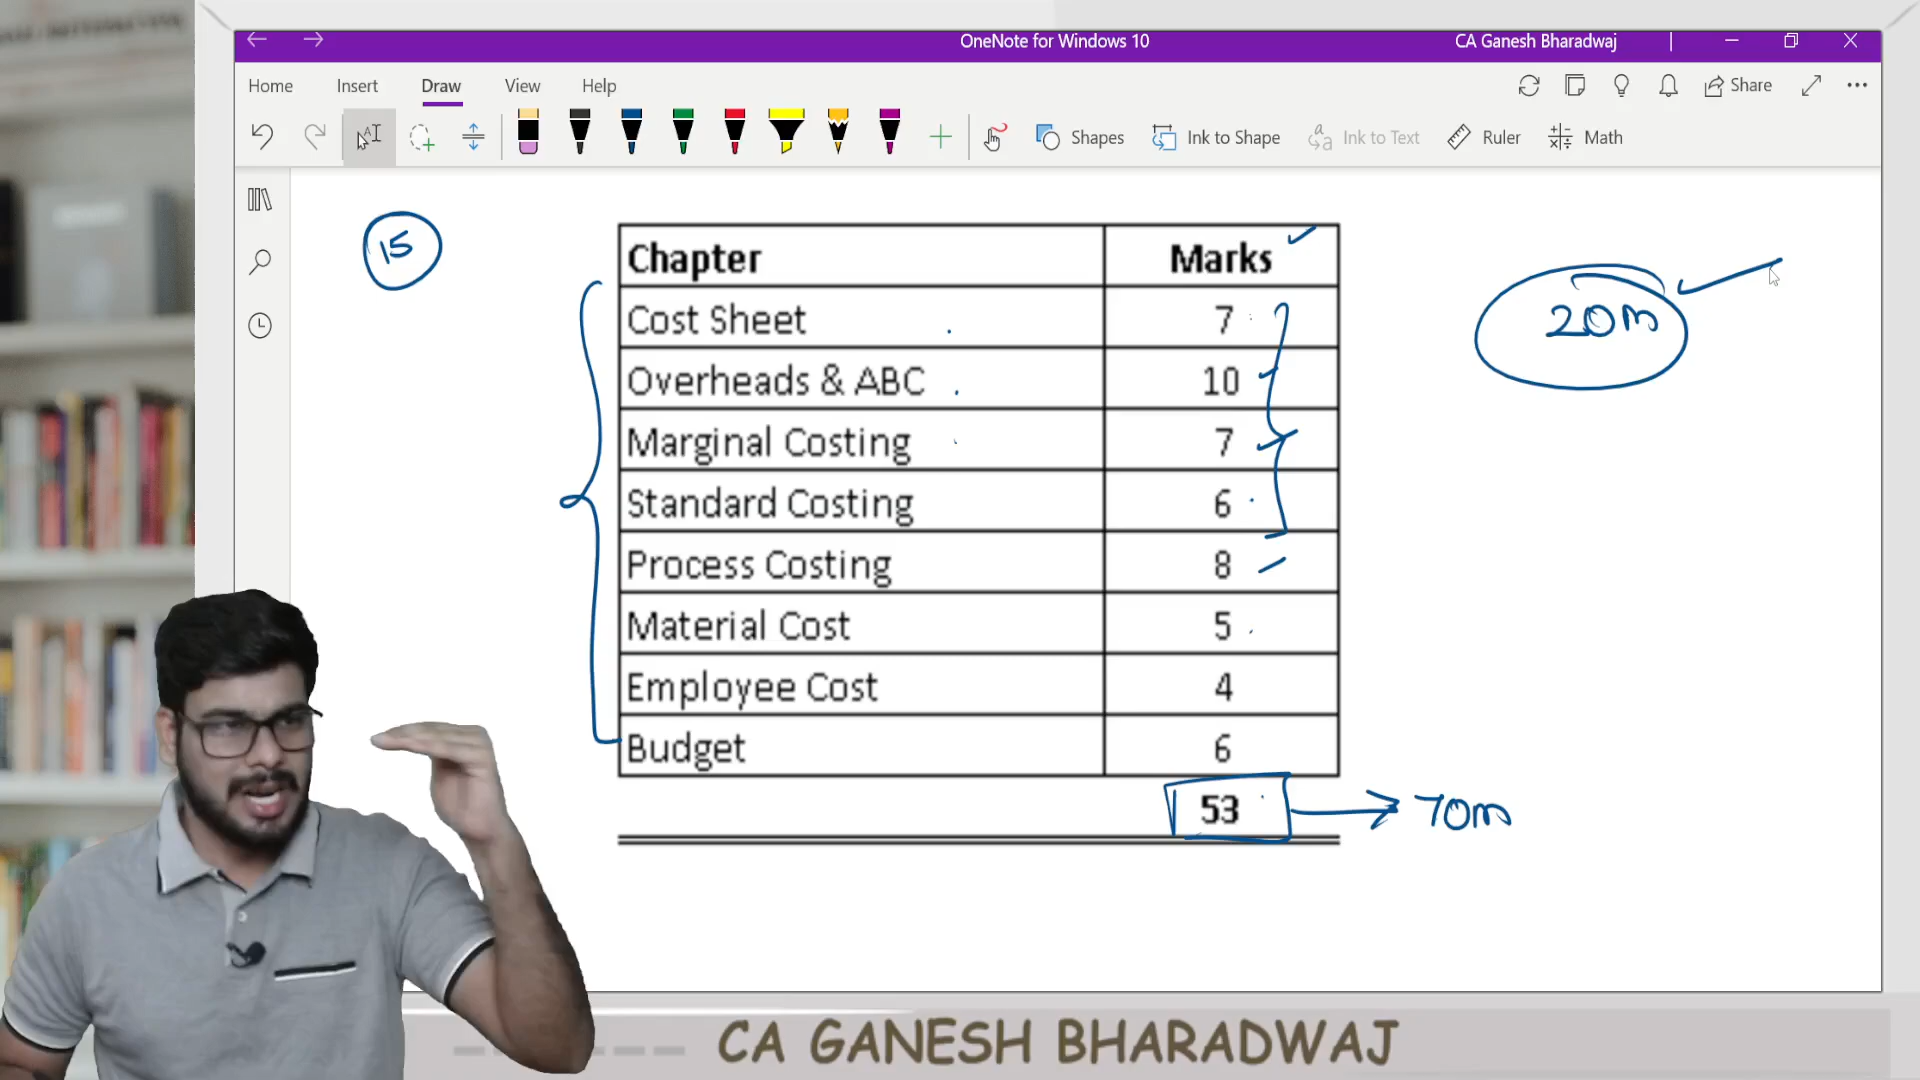 OneNote for Windows 10
CA Ganesh Bharadwaj
Home Insert Draw View Help
Share
Shapes Ink to Shape Ink to Text Ruler Math
15
Chapter Marks
Cost Sheet 7
Overheads & ABC 10
Marginal Costing 7
Standard Costing 6
Process Costing 8
Material Cost 5
Employee Cost 4
Budget 6
53
20m
70m
CA GANESH BHARADWAJ